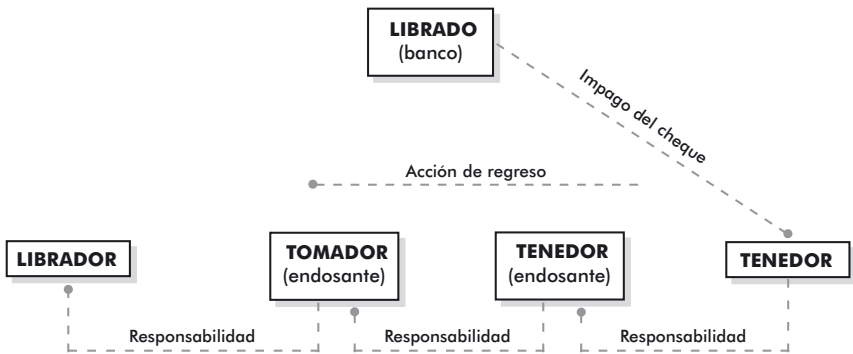 LIBRADO
(banco)
Impago del cheque
Acción de regreso
LIBRADOR
TOMADOR
(endosante)
TENEDOR
(endosante)
TENEDOR
Responsabilidad
Responsabilidad
Responsabilidad